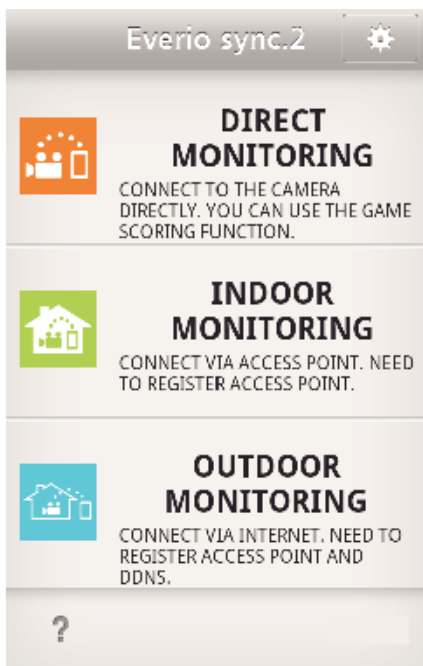 Everio sync.2
DIRECT
MONITORING
CONNECT TO THE CAMERA
DIRECTLY. YOU CAN USE THE GAME
SCORING FUNCTION.
INDOOR
MONITORING
CONNECT VIA ACCESS POINT. NEED
TO REGISTER ACCESS POINT.
OUTDOOR
MONITORING
CONNECT VIA INTERNET. NEED TO
REGISTER ACCESS POINT AND
DDNS.
?